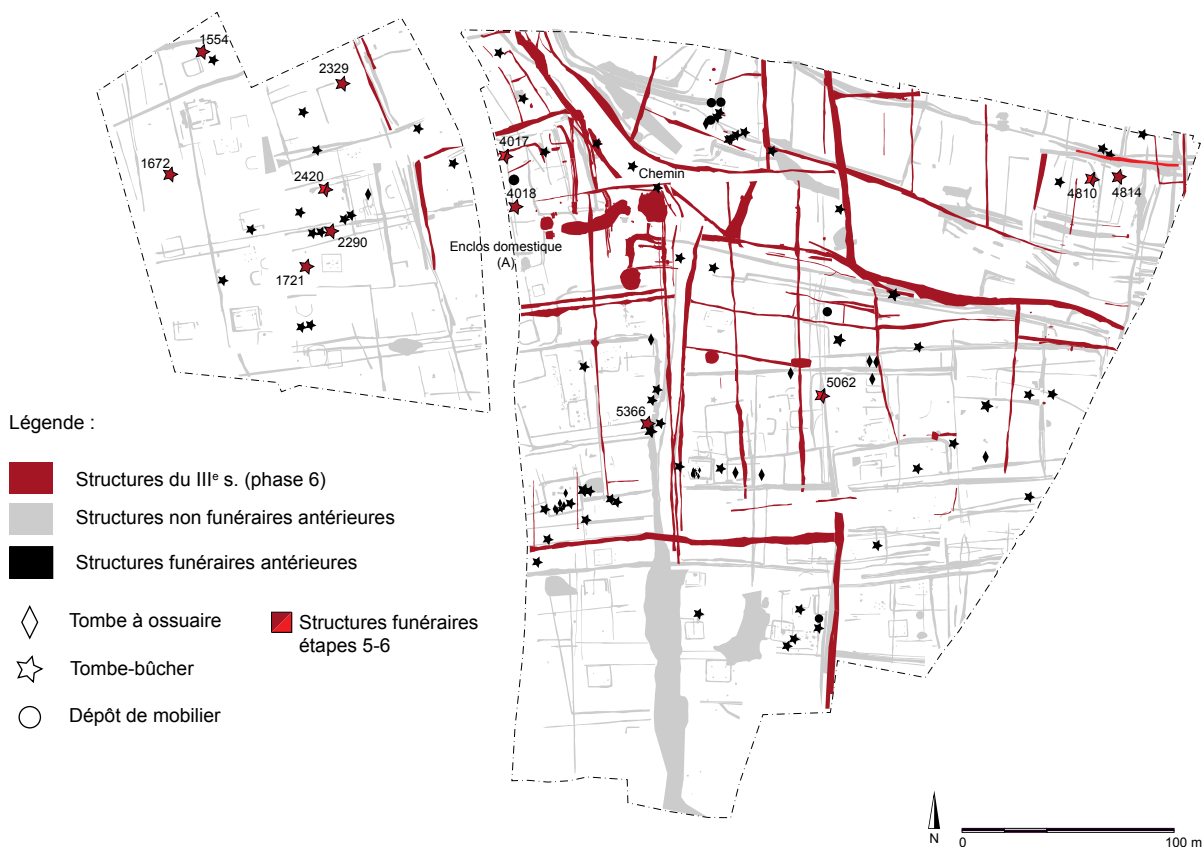 1554
2329
1672
2420
2290
1721
4017
4018
Chemin
Enclos domestique
(A)
4810
4814
5062
5366
Légende :
Structures du IIIe s. (phase 6)
Structures non funéraires antérieures
Structures funéraires antérieures
Tombe à ossuaire
Structures funéraires
étapes 5-6
Tombe-bûcher
Dépôt de mobilier
N
0
100 m